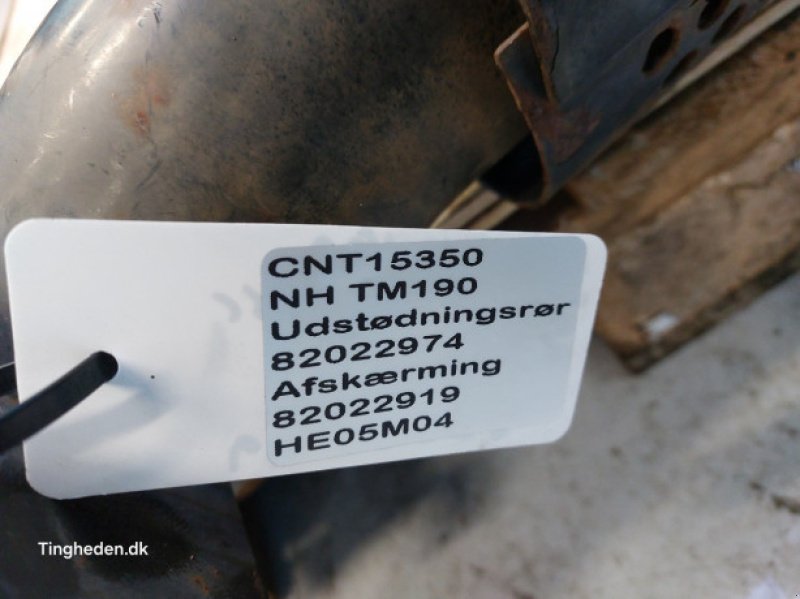 CNT15350
NH TM190
Udstødningsrør
82022974
Afskærming
82022919
HE05M04
Tingheden.dk